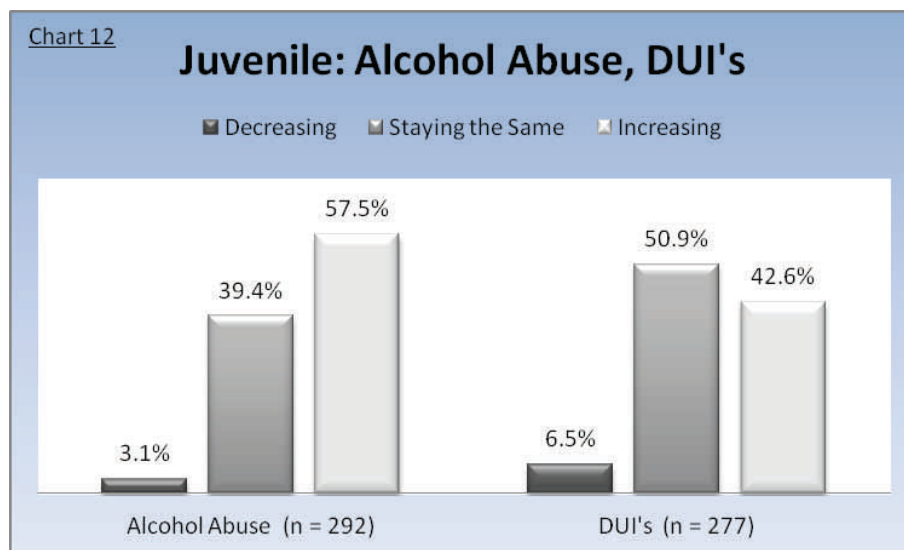 Chart 12
Juvenile: Alcohol Abuse, DUI's
Decreasing Staying the Same Increasing
57.5%
50.9%
42.6%
39.4%
6.5%
3.1%
Alcohol Abuse (n = 292) DUI's (n = 277)